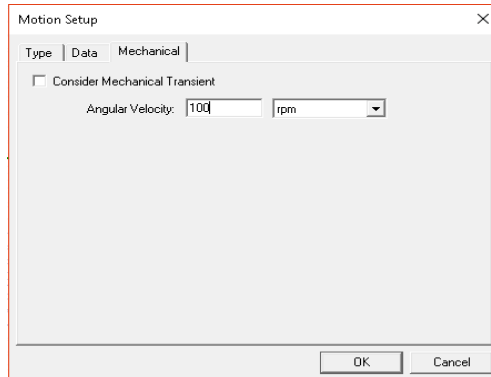 Motion Setup
Type Data Mechanical
Consider Mechanical Transient
Angular Velocity: 100 rpm
OK Cancel